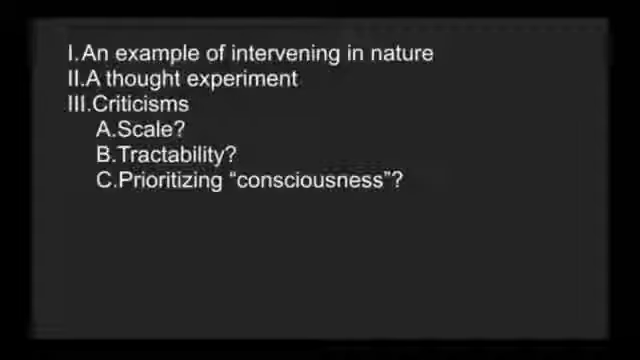 I. An example of intervening in nature
II. A thought experiment
III. Criticisms
A. Scale?
B. Tractability?
C. Prioritizing “consciousness”?